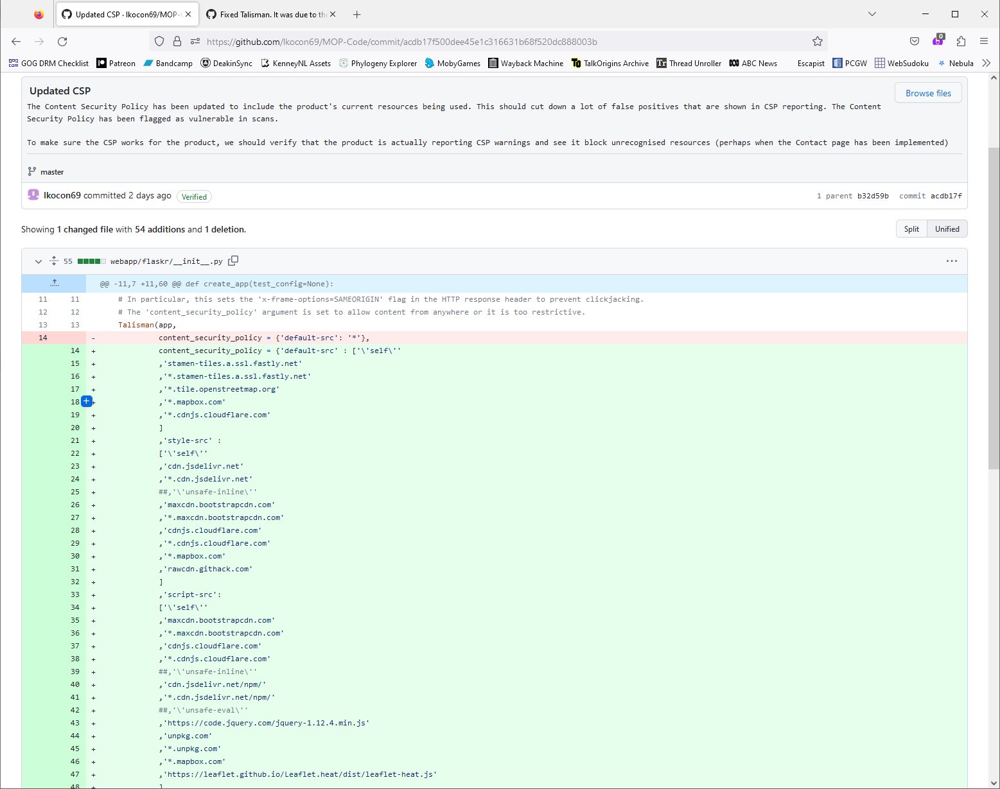 Updated CSP · lkocon69/MOP-C
Fixed Talisman. It was due to th
https://github.com/lkocon69/MOP-Code/commit/acdb17f500dee45e1c316631b68f520dc888003b
0
GOG DRM Checklist Patreon Bandcamp DeakinSync KenneyNL Assets Phylogeny Explorer MobyGames Wayback Machine TalkOrigins Archive Thread Unroller ABC News Escapist PCGW WebSudoku Nebula
Updated CSP
Browse files
The Content Security Policy has been updated to include the product's current resources being used. This should cut down a lot of false positives that are shown in CSP reporting. The Content
Security Policy has been flagged as vulnerable in scans.
To make sure the CSP works for the product, we should verify that the product is actually reporting CSP warnings and see it block unrecognised resources (perhaps when the Contact page has been implemented)
master
lkocon69 committed 2 days ago Verified 1 parent b32d59b commit acdb17f
Showing 1 changed file with 54 additions and 1 deletion.
Split Unified
55 webapp/flaskr/__init__.py
@@ -11,7 +11,60 @@ def create_app(test_config=None):
11 11 # In particular, this sets the 'x-frame-options=SAMEORIGIN' flag in the HTTP response header to prevent clickjacking.
12 12 # The 'content_security_policy' argument is set to allow content from anywhere or it is too restrictive.
13 13 Talisman(app,
14 - content_security_policy = {'default-src': '*'},
14 + content_security_policy = {'default-src' : ['\'self\''
15 + ,'stamen-tiles.a.ssl.fastly.net'
16 + ,'*.stamen-tiles.a.ssl.fastly.net'
17 + ,'*.tile.openstreetmap.org'
18 + ,'*.mapbox.com'
19 + ,'*.cdnjs.cloudflare.com'
20 + ]
21 + ,'style-src' :
22 + ['\'self\''
23 + ,'cdn.jsdelivr.net'
24 + ,'*.cdn.jsdelivr.net'
25 + ##,'\'unsafe-inline\''
26 + ,'maxcdn.bootstrapcdn.com'
27 + ,'*.maxcdn.bootstrapcdn.com'
28 + ,'cdnjs.cloudflare.com'
29 + ,'*.cdnjs.cloudflare.com'
30 + ,'*.mapbox.com'
31 + ,'rawcdn.githack.com'
32 + ]
33 + ,'script-src':
34 + ['\'self\''
35 + ,'maxcdn.bootstrapcdn.com'
36 + ,'*.maxcdn.bootstrapcdn.com'
37 + ,'cdnjs.cloudflare.com'
38 + ,'*.cdnjs.cloudflare.com'
39 + ##,'\'unsafe-inline\''
40 + ,'cdn.jsdelivr.net/npm/'
41 + ,'*.cdn.jsdelivr.net/npm/'
42 + ##,'\'unsafe-eval\''
43 + ,'https://code.jquery.com/jquery-1.12.4.min.js'
44 + ,'unpkg.com'
45 + ,'*.unpkg.com'
46 + ,'*.mapbox.com'
47 + ,'https://leaflet.github.io/Leaflet.heat/dist/leaflet-heat.js'
48 + ]